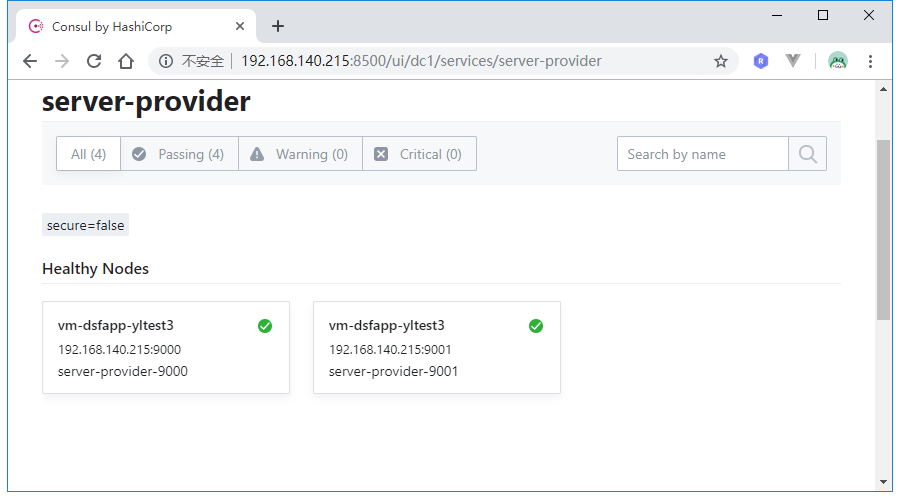 Consul by HashiCorp
不安全 192.168.140.215:8500/ui/dc1/services/server-provider
server-provider
All (4) Passing (4) Warning (0) Critical (0) Search by name
secure=false
Healthy Nodes
vm-dsfapp-yltest3 vm-dsfapp-yltest3
192.168.140.215:9000 192.168.140.215:9001
server-provider-9000 server-provider-9001